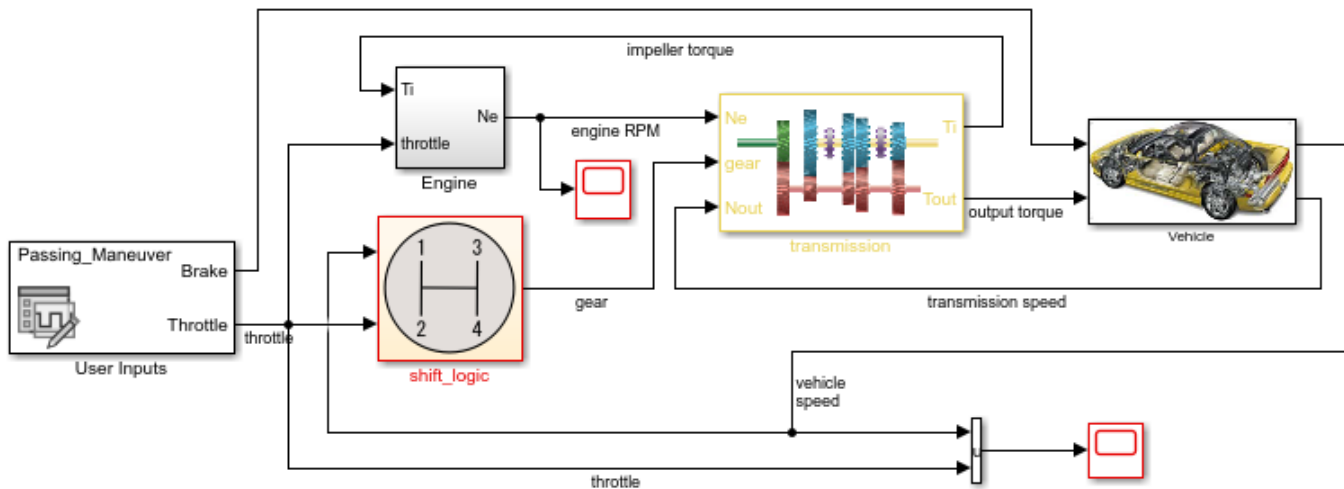 impeller torque
Ti
throttle
Ne
Engine
engine RPM
Ne
gear
Nout
Ti
Tout
transmission
output torque
Vehicle
Passing_Maneuver
Brake
Throttle
User Inputs
throttle
1 3
2 4
shift_logic
gear
transmission speed
vehicle
speed
throttle